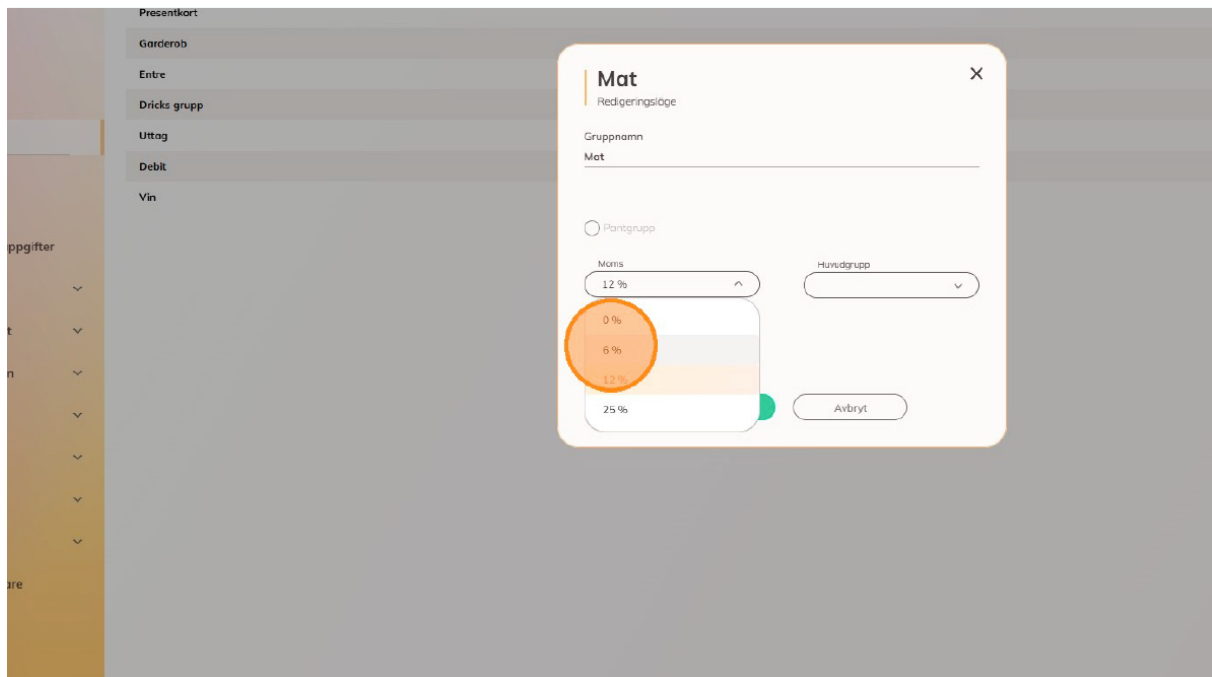 Presentkort
Garderob
Entre
Dricks grupp
Uttag
Debit
Vin
ppgifter
t
n
are
Mat
Redigeringsläge
Gruppnamn
Mat
Pantgrupp
Moms
Huvudgrupp
12 %
0 %
6 %
12 %
25 %
Avbryt